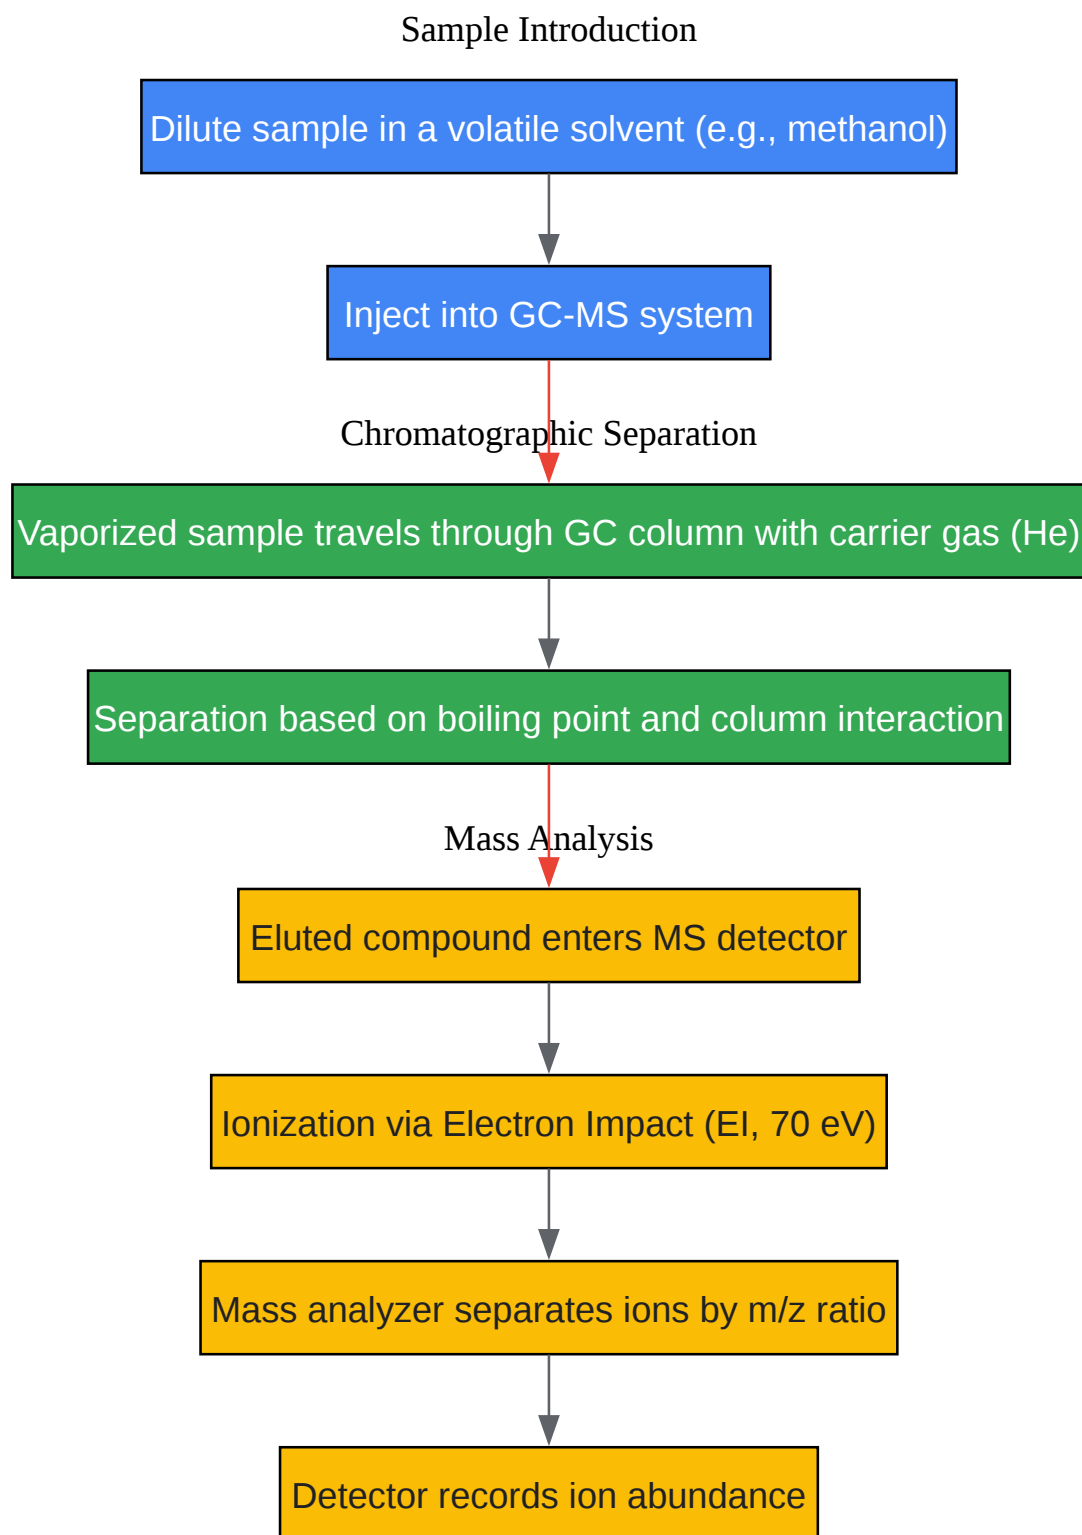 Sample Introduction
Dilute sample in a volatile solvent (e.g., methanol)
Inject into GC-MS system
Chromatographic Separation
Vaporized sample travels through GC column with carrier gas (He)
Separation based on boiling point and column interaction
Mass Analysis
Eluted compound enters MS detector
Ionization via Electron Impact (EI, 70 eV)
Mass analyzer separates ions by m/z ratio
Detector records ion abundance